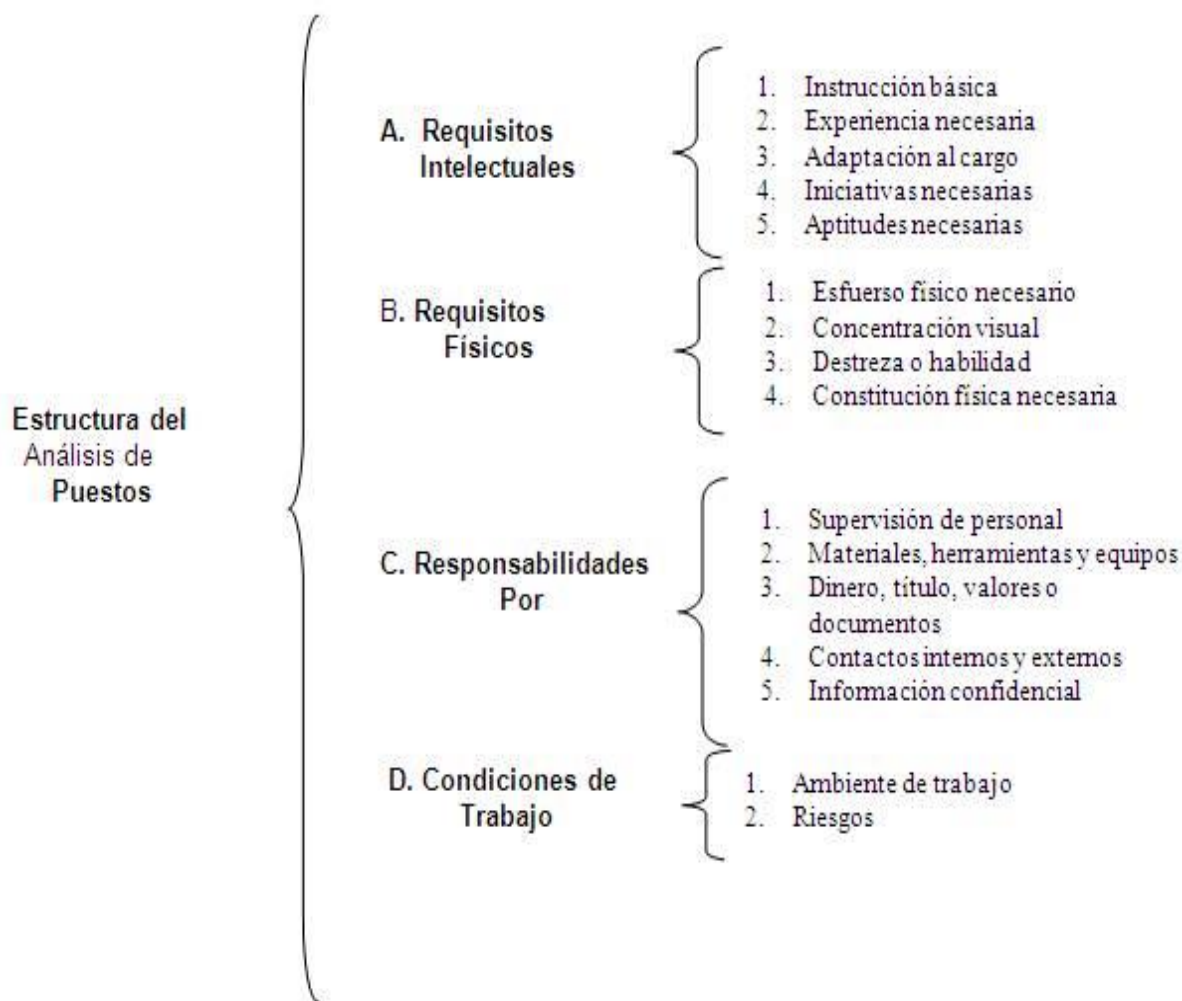 Estructura del
Análisis de
Puestos
A. Requisitos
Intelectuales
1. Instrucción básica
2. Experiencia necesaria
3. Adaptación al cargo
4. Iniciativas necesarias
5. Aptitudes necesarias
B. Requisitos
Físicos
1. Esfuerso físico necesario
2. Concentración visual
3. Destreza o habilidad
4. Constitución física necesaria
C. Responsabilidades
Por
1. Supervisión de personal
2. Materiales, herramientas y equipos
3. Dinero, título, valores o
documentos
4. Contactos internos y externos
5. Información confidencial
D. Condiciones de
Trabajo
1. Ambiente de trabajo
2. Riesgos